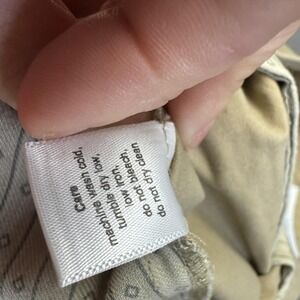 Care
machine wash cold,
tumble dry low,
low iron,
do not bleach,
do not dry clean